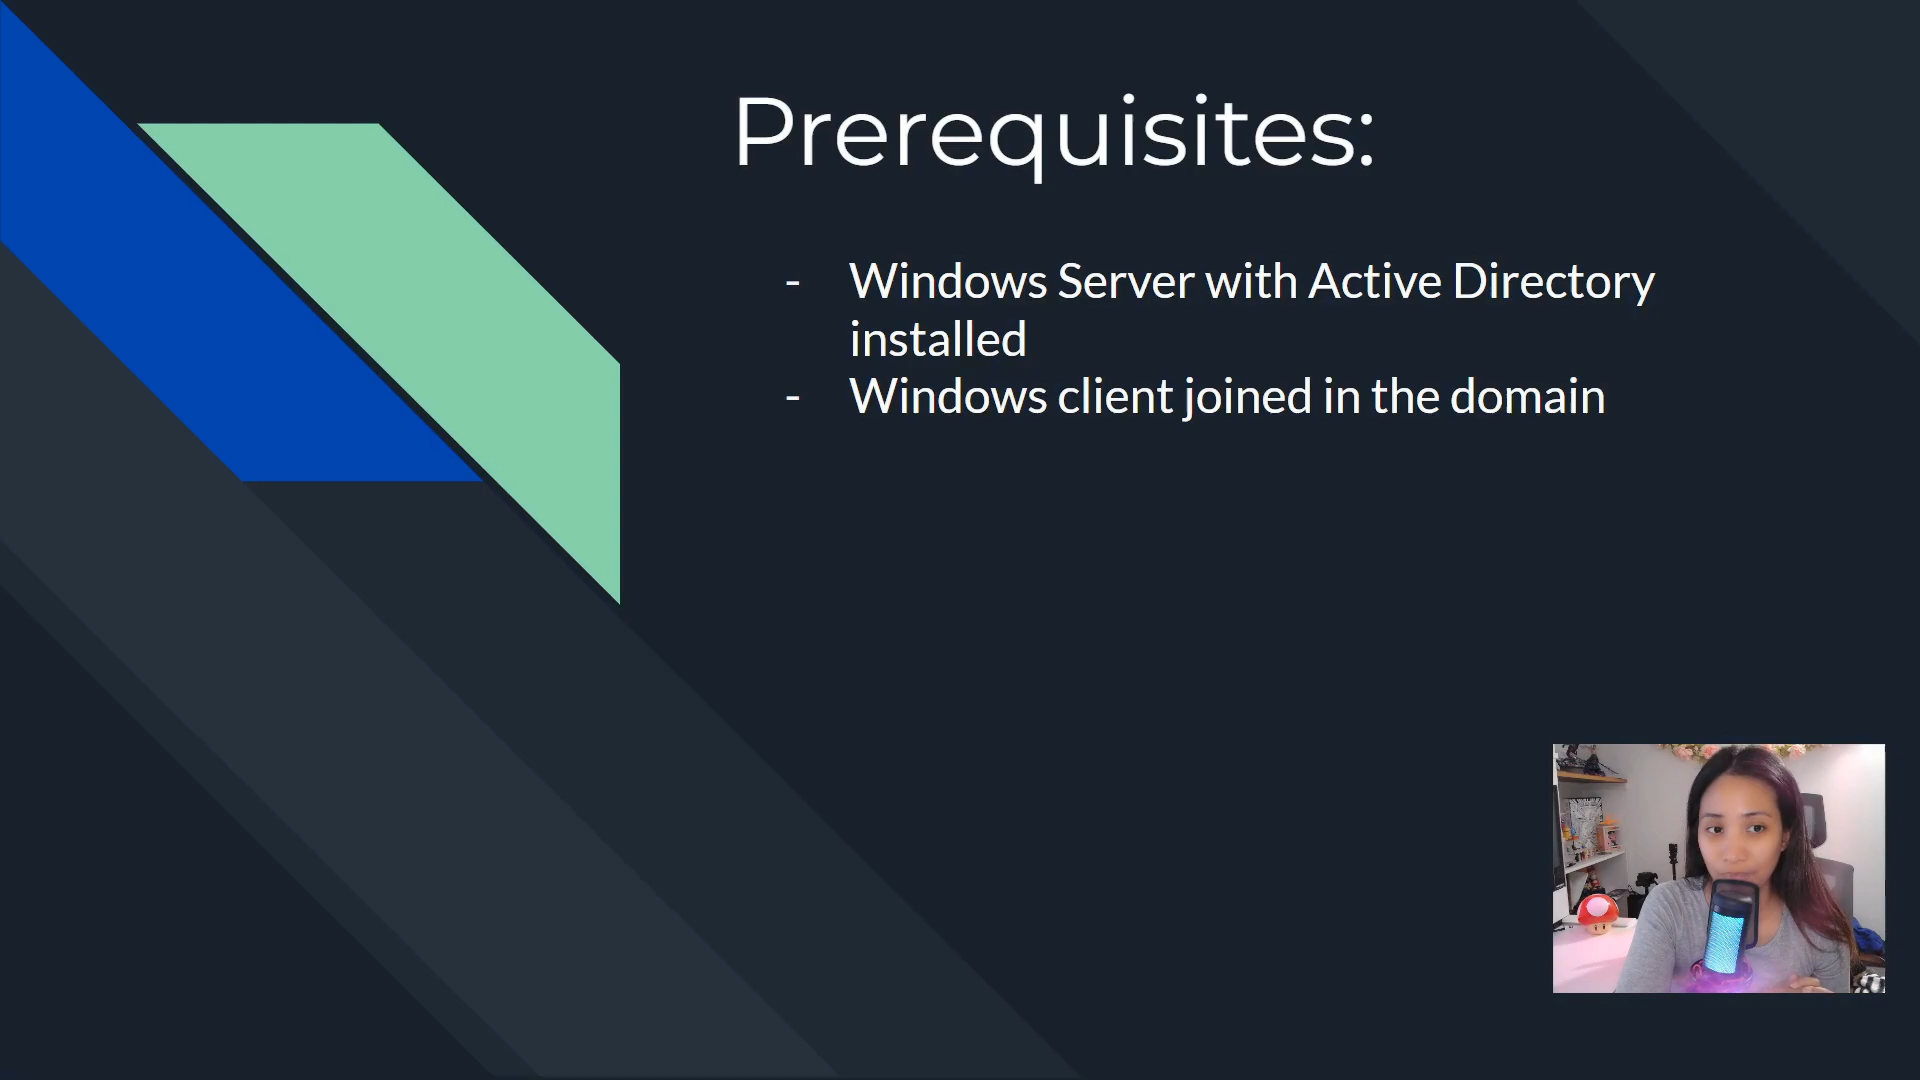 Prerequisites:
- Windows Server with Active Directory
installed
- Windows client joined in the domain